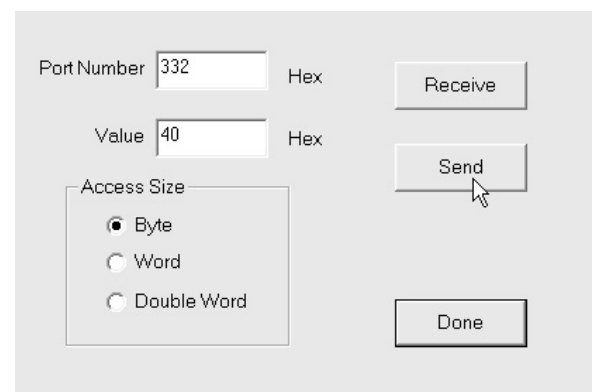 Port Number 332 Hex
Receive
Value 40 Hex
Send
Access Size
Byte
Word
Double Word
Done